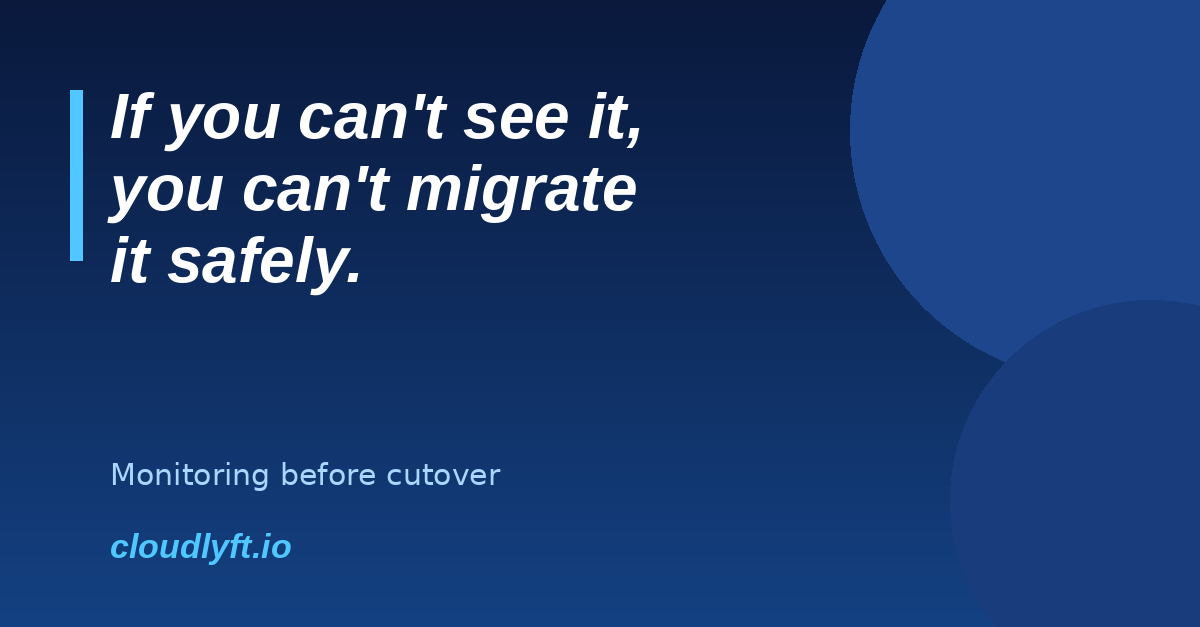 If you can't see it,
you can't migrate
it safely.
Monitoring before cutover
cloudlyft.io